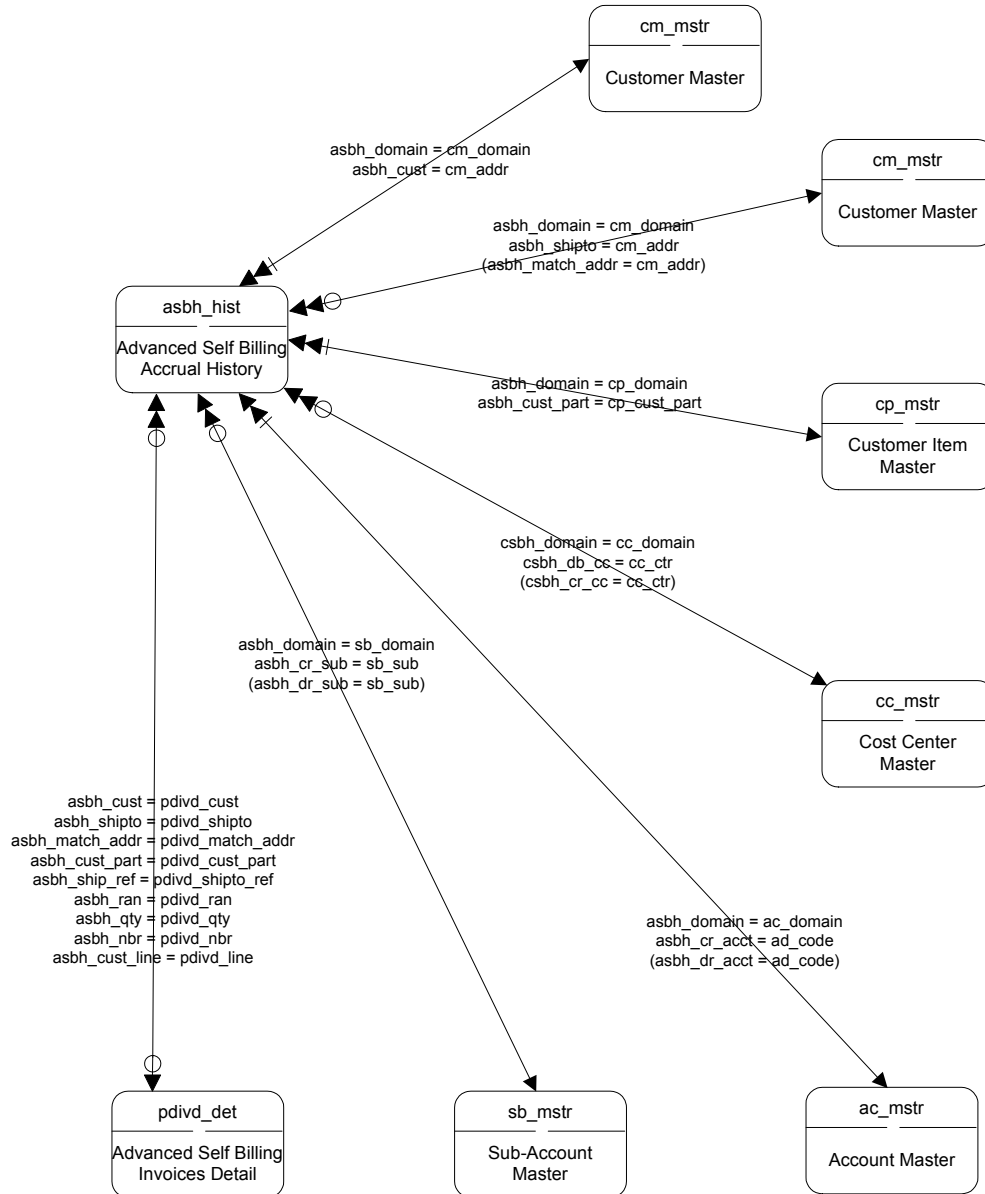 cm_mstr
Customer Master
asbh_domain = cm_domain
asbh_cust = cm_addr
cm_mstr
Customer Master
asbh_domain = cm_domain
asbh_shipto = cm_addr
(asbh_match_addr = cm_addr)
asbh_hist
Advanced Self Billing
Accrual History
asbh_domain = cp_domain
asbh_cust_part = cp_cust_part
cp_mstr
Customer Item
Master
csbh_domain = cc_domain
csbh_db_cc = cc_ctr
(csbh_cr_cc = cc_ctr)
asbh_domain = sb_domain
asbh_cr_sub = sb_sub
(asbh_dr_sub = sb_sub)
cc_mstr
Cost Center
Master
asbh_cust = pdivd_cust
asbh_shipto = pdivd_shipto
asbh_match_addr = pdivd_match_addr
asbh_cust_part = pdivd_cust_part
asbh_ship_ref = pdivd_shipto_ref
asbh_ran = pdivd_ran
asbh_qty = pdivd_qty
asbh_nbr = pdivd_nbr
asbh_cust_line = pdivd_line
asbh_domain = ac_domain
asbh_cr_acct = ad_code
(asbh_dr_acct = ad_code)
pdivd_det
Advanced Self Billing
Invoices Detail
sb_mstr
Sub-Account
Master
ac_mstr
Account Master